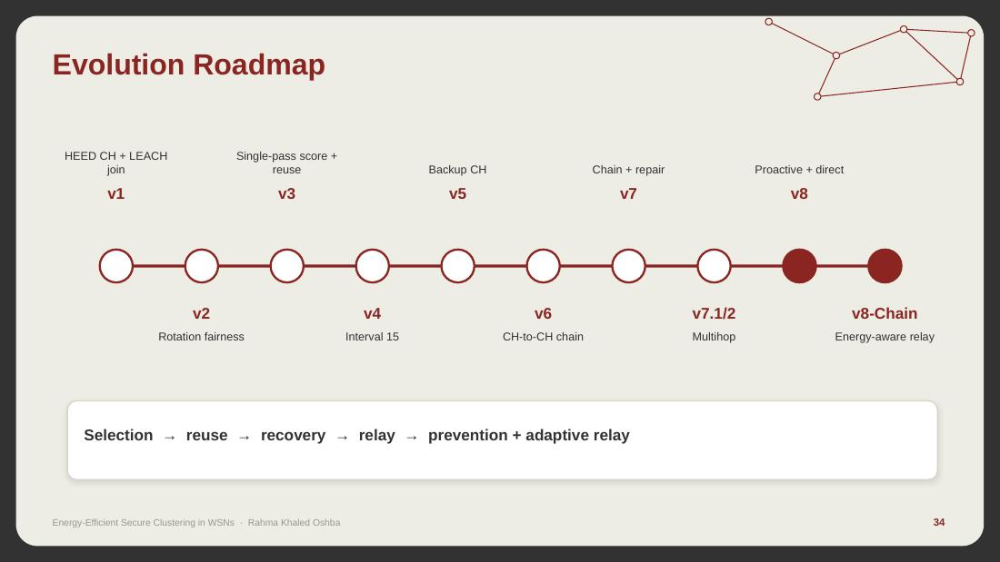 Evolution Roadmap
HEED CH + LEACH
join
v1
Single-pass score +
reuse
v3
Backup CH
v5
Chain + repair
v7
Proactive + direct
v8
v2
Rotation fairness
v4
Interval 15
v6
CH-to-CH chain
v7.1/2
Multihop
v8-Chain
Energy-aware relay
Selection → reuse → recovery → relay → prevention + adaptive relay
Energy-Efficient Secure Clustering in WSNs · Rahma Khaled Oshba
34